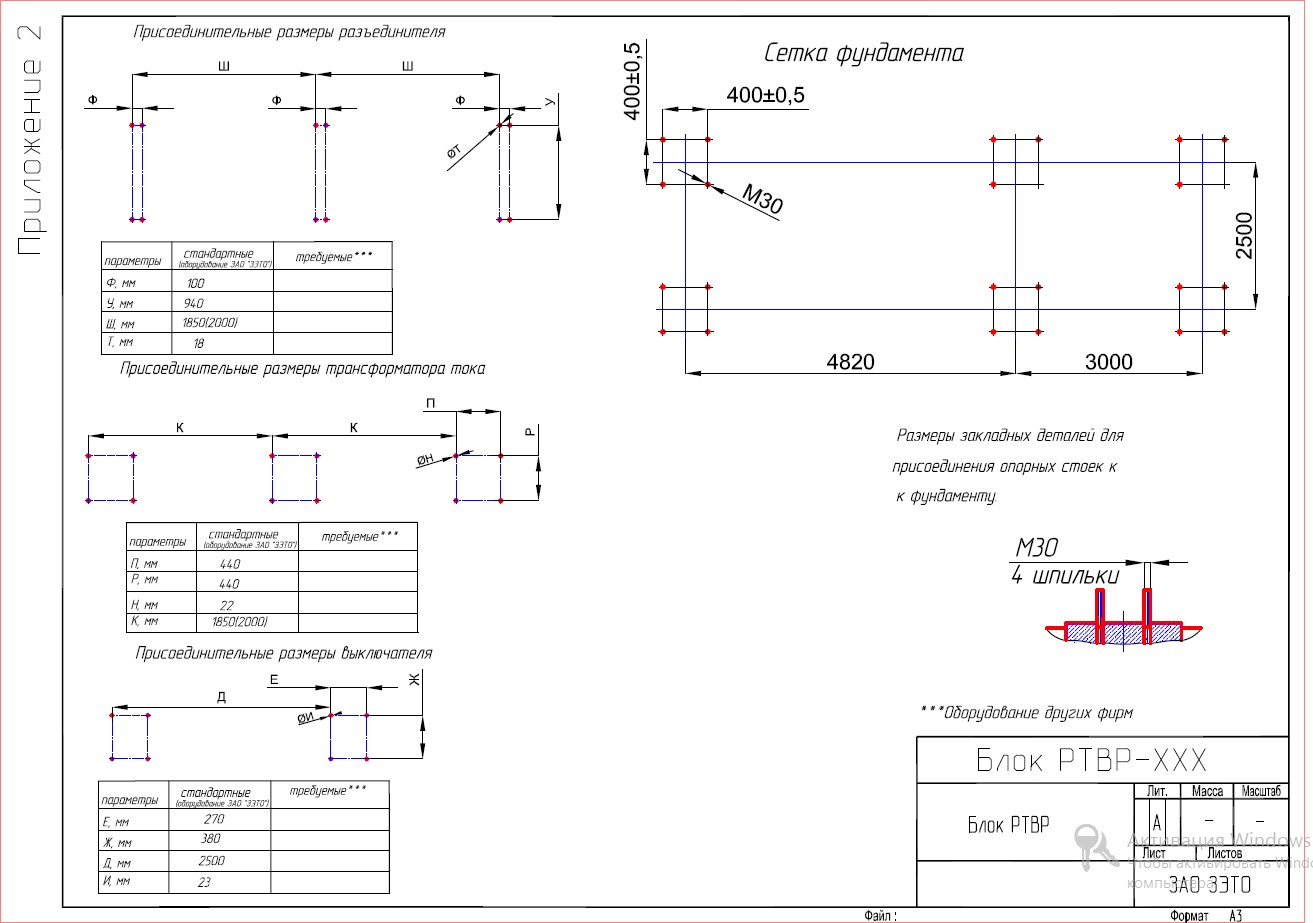 Приложение 2
Присоединительные размеры разъединителя
Ш
Ш
Ф
Ф
Ф
У
ØТ
параметры
стандартные
(оборудование ЗАО "ЗЭТО")
требуемые***
Ф, мм
100
У, мм
940
Ш, мм
1850(2000)
Т, мм
18
Присоединительные размеры трансформатора тока
П
К
К
Р
ØН
параметры
стандартные
(оборудование ЗАО "ЗЭТО")
требуемые***
П, мм
440
Р, мм
440
Н, мм
22
К, мм
1850(2000)
Присоединительные размеры выключателя
Е
Ж
Д
ØИ
параметры
стандартные
(оборудование ЗАО "ЗЭТО")
требуемые***
Е, мм
270
Ж, мм
380
Д, мм
2500
И, мм
23
Сетка фундамента
400±0,5
400±0,5
М30
2500
4820
3000
Размеры закладных деталей для
присоединения опорных стоек к
к фундаменту.
М30
4 шпильки
***Оборудование других фирм
Блок РТВР-ХХХ
Блок РТВР
Лит.
Масса
Масштаб
А
–
–
Лист
Листов
ЗАО ЗЭТО
Активация Windows
Чтобы активировать Windo
компьютера.
Файл:
Формат А3